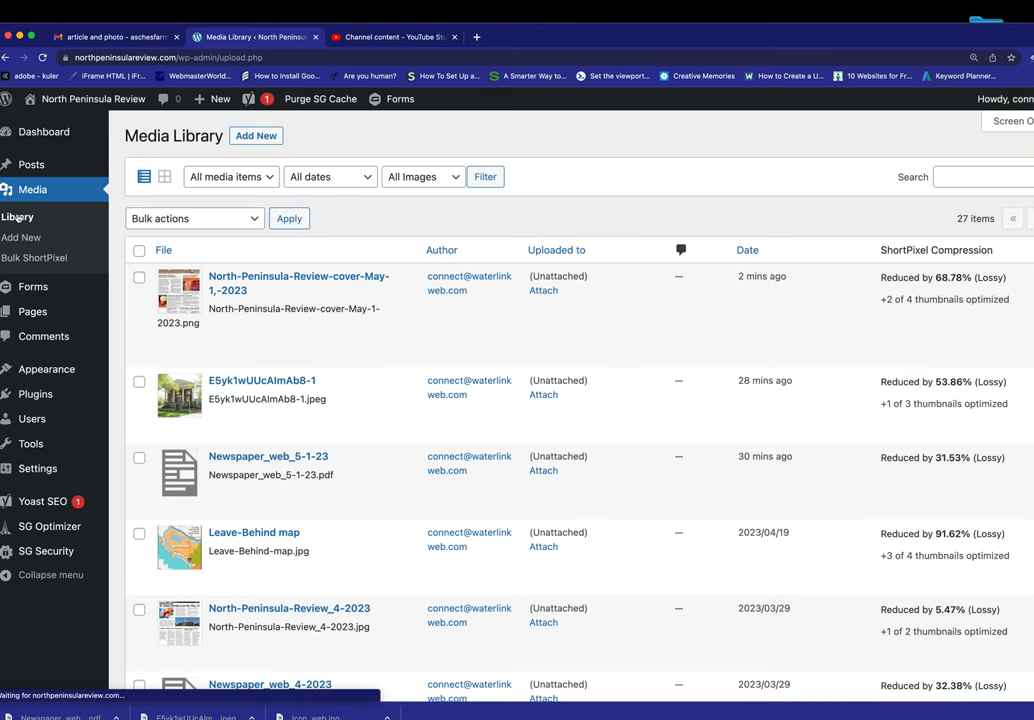 article and photo - aschesfarm
Media Library ‹ North Peninsu
Channel content - YouTube Stu
northpeninsulareview.com/wp-admin/upload.php
adobe - kuler
iFrame HTML | iFr...
WebmasterWorld...
How to Install Goo...
Are you human?
How To Set Up a...
A Smarter Way to...
Set the viewport...
Creative Memories
How to Create a U...
10 Websites for Fr...
Keyword Planner...
North Peninsula Review 0 + New 1 Purge SG Cache Forms Howdy, conn
Screen O
Dashboard
Posts
Media
Library
Add New
Bulk ShortPixel
Forms
Pages
Comments
Appearance
Plugins
Users
Tools
Settings
Yoast SEO 1
SG Optimizer
SG Security
Collapse menu
Media Library Add New
All media items All dates All Images Filter Search
Bulk actions Apply 27 items «
File Author Uploaded to Date ShortPixel Compression
North-Peninsula-Review-cover-May-
1,-2023
North-Peninsula-Review-cover-May-1-
2023.png
connect@waterlink
web.com
(Unattached)
Attach
—
2 mins ago
Reduced by 68.78% (Lossy)
+2 of 4 thumbnails optimized
E5yk1wUUcAImAb8-1
E5yk1wUUcAImAb8-1.jpeg
connect@waterlink
web.com
(Unattached)
Attach
—
28 mins ago
Reduced by 53.86% (Lossy)
+1 of 3 thumbnails optimized
Newspaper_web_5-1-23
Newspaper_web_5-1-23.pdf
connect@waterlink
web.com
(Unattached)
Attach
—
30 mins ago
Reduced by 31.53% (Lossy)
Leave-Behind map
Leave-Behind-map.jpg
connect@waterlink
web.com
(Unattached)
Attach
—
2023/04/19
Reduced by 91.62% (Lossy)
+3 of 4 thumbnails optimized
North-Peninsula-Review_4-2023
North-Peninsula-Review_4-2023.jpg
connect@waterlink
web.com
(Unattached)
Attach
—
2023/03/29
Reduced by 5.47% (Lossy)
+1 of 2 thumbnails optimized
Newspaper_web_4-2023
connect@waterlink
web.com
(Unattached)
Attach
—
2023/03/29
Reduced by 32.38% (Lossy)
Waiting for northpeninsulareview.com...
Newspaper_web_...pdf
E5yk1wUUcAIm....jpeg
Icon_web.jpg